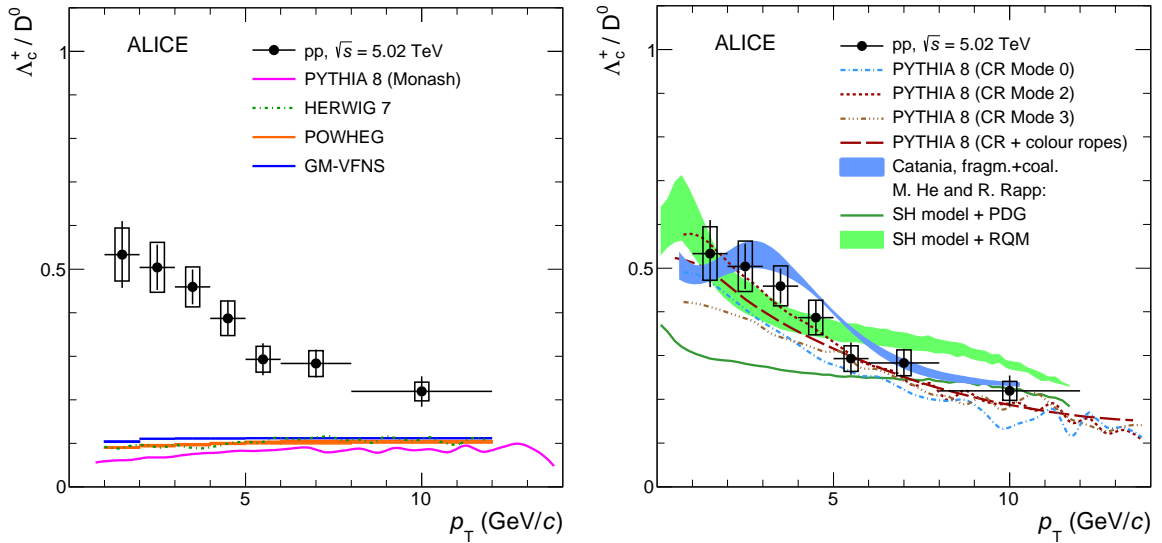 Λc+ / D0
1
0.5
0
ALICE
pp, √s = 5.02 TeV
PYTHIA 8 (Monash)
HERWIG 7
POWHEG
GM-VFNS
5
10
pT (GeV/c)
Λc+ / D0
1
0.5
0
ALICE
pp, √s = 5.02 TeV
PYTHIA 8 (CR Mode 0)
PYTHIA 8 (CR Mode 2)
PYTHIA 8 (CR Mode 3)
PYTHIA 8 (CR + colour ropes)
Catania, fragm.+coal.
M. He and R. Rapp:
SH model + PDG
SH model + RQM
5
10
pT (GeV/c)